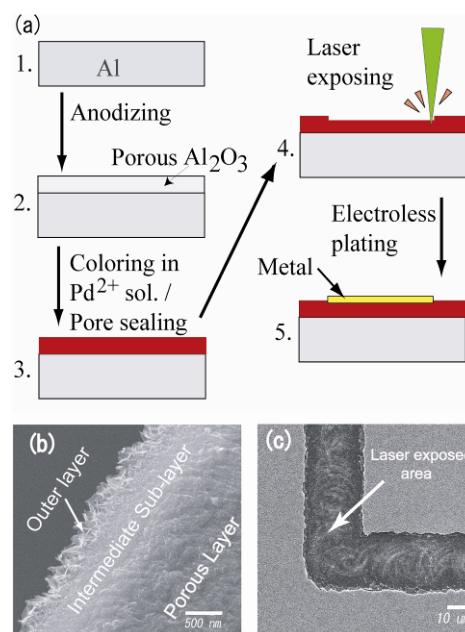 (a)
1.
Al
Anodizing
Porous Al2O3
2.
Coloring in
Pd2+ sol. /
Pore sealing
3.
Laser
exposing
4.
Electroless
plating
Metal
5.
(b)
Outer layer
Intermediate Sub-layer
Porous Layer
500 nm
(c)
Laser exposed
area
10 u